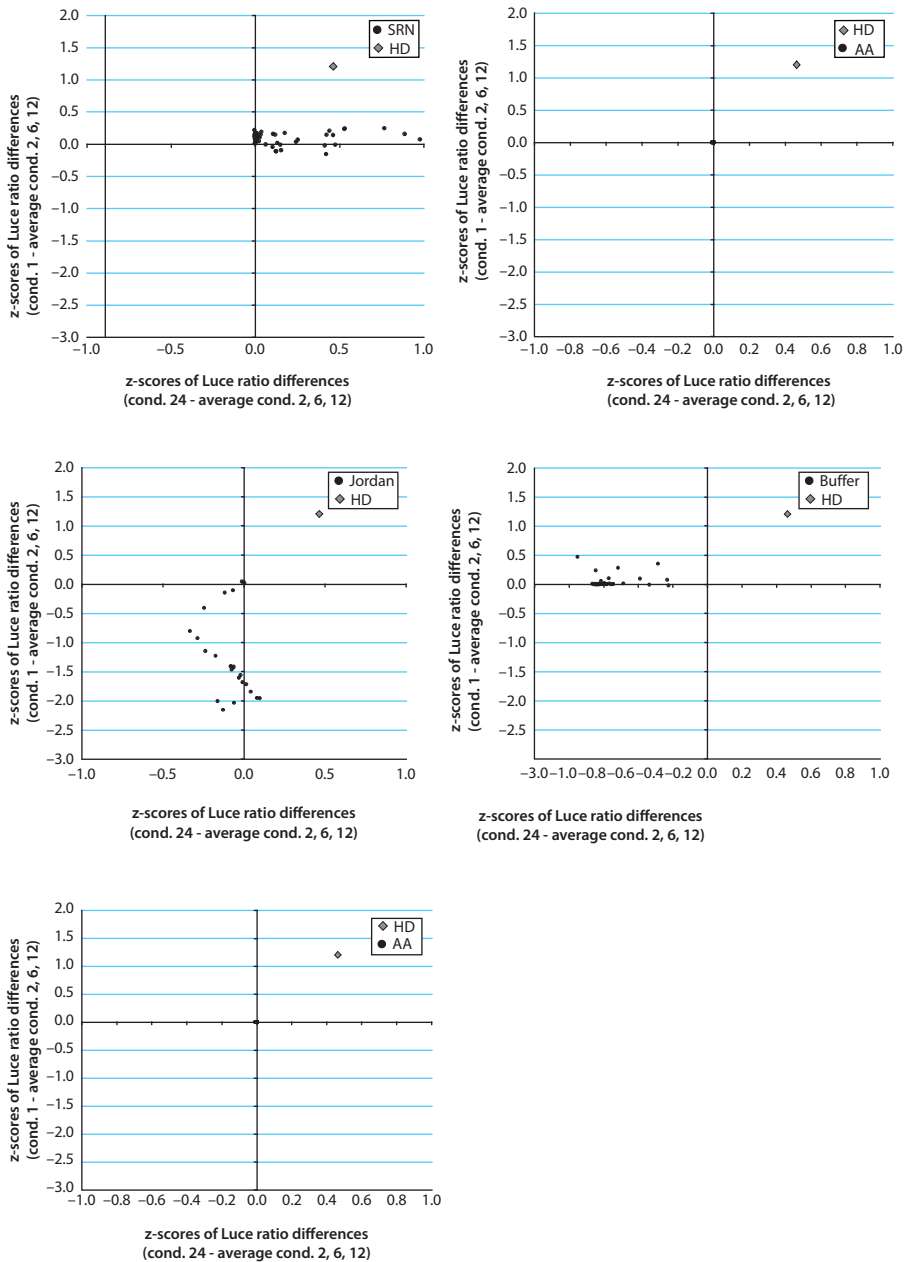 2.0
1.5
1.0
0.5
0.0
−0.5
−1.0
−1.5
−2.0
−2.5
−3.0
−1.0 −0.5 0.0 0.5 1.0
SRN
HD
z-scores of Luce ratio differences
(cond. 1 - average cond. 2, 6, 12)
z-scores of Luce ratio differences
(cond. 24 - average cond. 2, 6, 12)
2.0
1.5
1.0
0.5
0.0
−0.5
−1.0
−1.5
−2.0
−2.5
−3.0
−1.0 −0.8 −0.6 −0.4 −0.2 0.0 0.2 0.4 0.6 0.8 1.0
HD
AA
z-scores of Luce ratio differences
(cond. 1 - average cond. 2, 6, 12)
z-scores of Luce ratio differences
(cond. 24 - average cond. 2, 6, 12)
2.0
1.5
1.0
0.5
0.0
−0.5
−1.0
−1.5
−2.0
−2.5
−3.0
−1.0 −0.5 0.0 0.5 1.0
Jordan
HD
z-scores of Luce ratio differences
(cond. 1 - average cond. 2, 6, 12)
z-scores of Luce ratio differences
(cond. 24 - average cond. 2, 6, 12)
2.0
1.5
1.0
0.5
0.0
−0.5
−1.0
−1.5
−2.0
−2.5
−3.0−1.0 −0.8 −0.6 −0.4 −0.2 0.0 0.2 0.4 0.6 0.8 1.0
Buffer
HD
z-scores of Luce ratio differences
(cond. 1 - average cond. 2, 6, 12)
z-scores of Luce ratio differences
(cond. 24 - average cond. 2, 6, 12)
2.0
1.5
1.0
0.5
0.0
−0.5
−1.0
−1.5
−2.0
−2.5
−3.0
−1.0 −0.8 −0.6 −0.4 −0.2 0.0 0.2 0.4 0.6 0.8 1.0
HD
AA
z-scores of Luce ratio differences
(cond. 1 - average cond. 2, 6, 12)
z-scores of Luce ratio differences
(cond. 24 - average cond. 2, 6, 12)